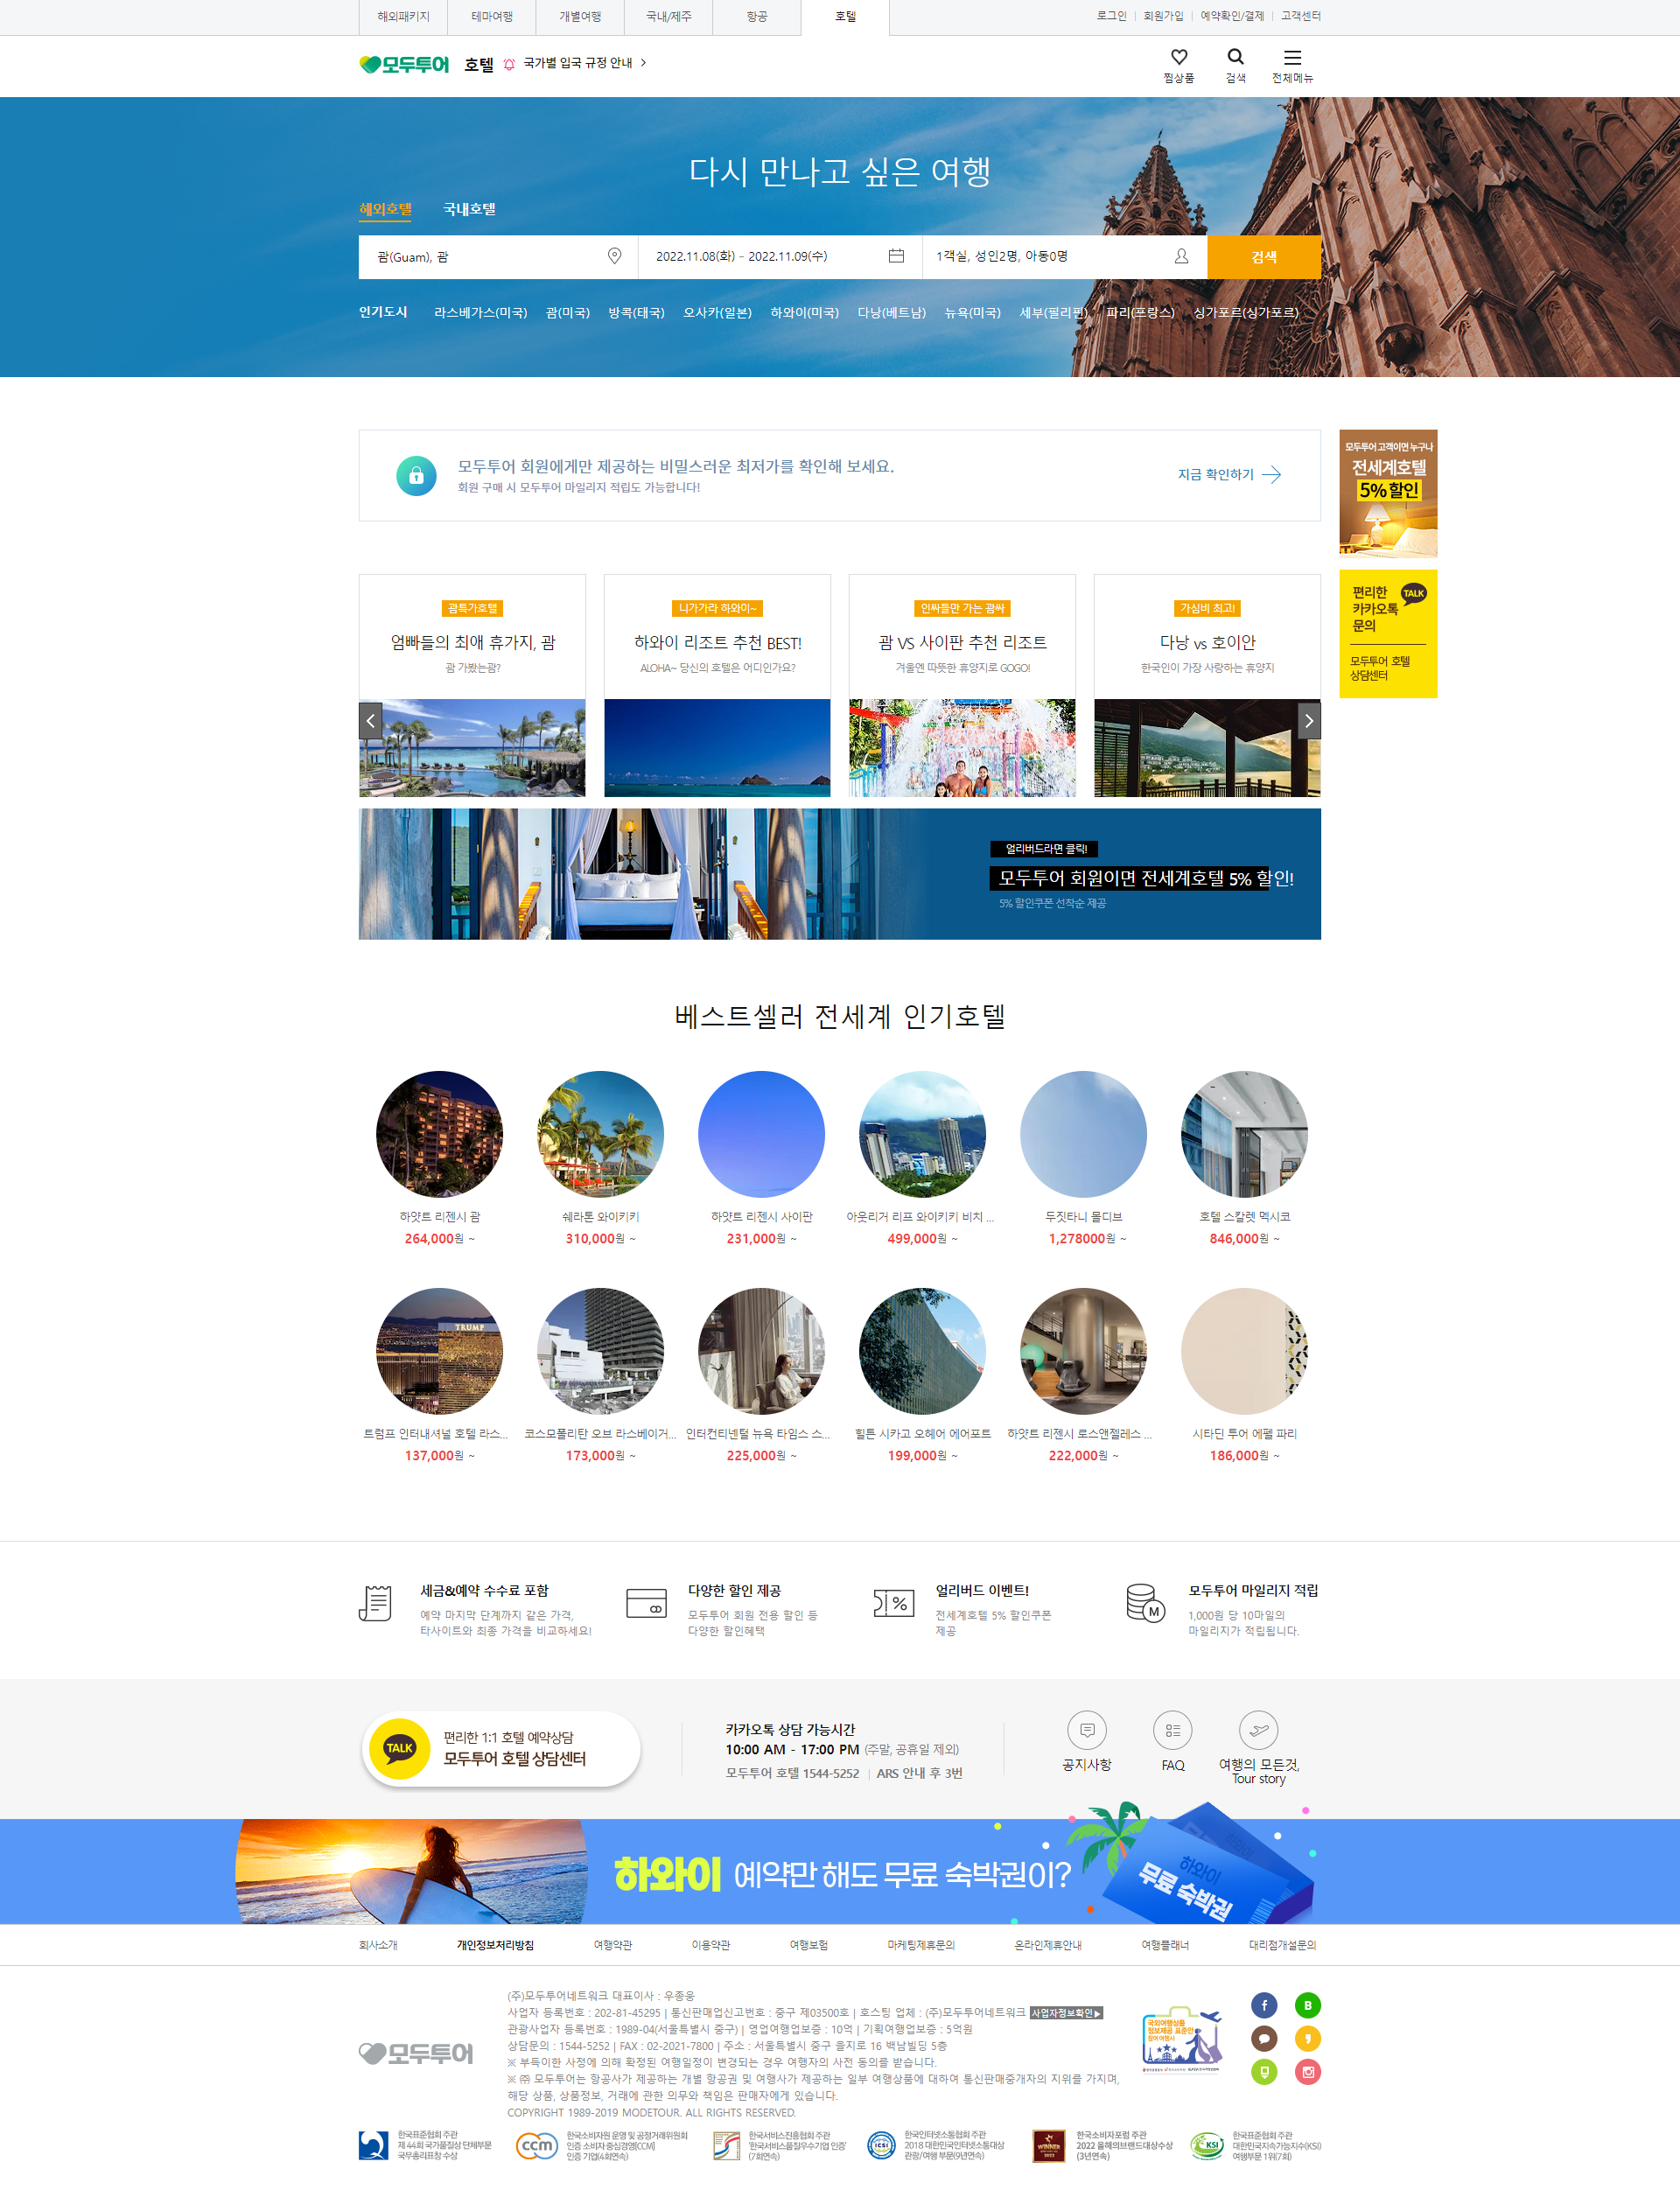 해외패키지
테마여행
개별여행
국내/제주
항공
호텔
로그인
회원가입
예약확인/결제
고객센터
모두투어 호텔
국가별 입국 규정 안내
찜상품
검색
전체메뉴
다시 만나고 싶은 여행
해외호텔
국내호텔
괌(Guam), 괌
2022.11.08(화) - 2022.11.09(수)
1객실, 성인2명, 아동0명
검색
인기도시
라스베가스(미국)
괌(미국)
방콕(태국)
오사카(일본)
하와이(미국)
다낭(베트남)
뉴욕(미국)
세부(필리핀)
파리(프랑스)
싱가포르(싱가포르)
모두투어 회원에게만 제공하는 비밀스러운 최저가를 확인해 보세요.
회원 구매 시 모두투어 마일리지 적립도 가능합니다!
지금 확인하기
모두투어 고객이면 누구나
전세계호텔
5% 할인
편리한
카카오톡
문의
TALK
모두투어 호텔
상담센터
괌특가호텔
엄빠들의 최애 휴가지, 괌
괌 가봤는괌?
니가가라 하와이~
하와이 리조트 추천 BEST!
ALOHA~ 당신의 호텔은 어디인가요?
인싸들만 가는 괌싸
괌 VS 사이판 추천 리조트
겨울엔 따뜻한 휴양지로 GOGO!
가심비 최고!
다낭 vs 호이안
한국인이 가장 사랑하는 휴양지
얼리버드라면 클릭!
모두투어 회원이면 전세계호텔 5% 할인!
5% 할인쿠폰 선착순 제공
베스트셀러 전세계 인기호텔
하얏트 리젠시 괌
264,000원 ~
쉐라톤 와이키키
310,000원 ~
하얏트 리젠시 사이판
231,000원 ~
아웃리거 리프 와이키키 비치 ...
499,000원 ~
두짓타니 몰디브
1,278000원 ~
호텔 스칼렛 멕시코
846,000원 ~
TRUMP
트럼프 인터내셔널 호텔 라스...
137,000원 ~
코스모폴리탄 오브 라스베이거...
173,000원 ~
인터컨티넨털 뉴욕 타임스 스...
225,000원 ~
힐튼 시카고 오헤어 에어포트
199,000원 ~
하얏트 리젠시 로스앤젤레스 ...
222,000원 ~
시타딘 투어 에펠 파리
186,000원 ~
세금&예약 수수료 포함
예약 마지막 단계까지 같은 가격,
타사이트와 최종 가격을 비교하세요!
다양한 할인 제공
모두투어 회원 전용 할인 등
다양한 할인혜택
%
얼리버드 이벤트!
전세계호텔 5% 할인쿠폰
제공
M
모두투어 마일리지 적립
1,000원 당 10마일의
마일리지가 적립됩니다.
TALK
편리한 1:1 호텔 예약상담
모두투어 호텔 상담센터
카카오톡 상담 가능시간
10:00 AM - 17:00 PM (주말, 공휴일 제외)
모두투어 호텔 1544-5252 | ARS 안내 후 3번
공지사항
FAQ
여행의 모든것,
Tour story
하와이 예약만 해도 무료 숙박권이?
하와이
무료 숙박권
회사소개
개인정보처리방침
여행약관
이용약관
여행보험
마케팅제휴문의
온라인제휴안내
여행플래너
대리점개설문의
모두투어
(주)모두투어네트워크 대표이사 : 우종웅
사업자 등록번호 : 202-81-45295 | 통신판매업신고번호 : 중구 제03500호 | 호스팅 업체 : (주)모두투어네트워크 사업자정보확인▶
관광사업자 등록번호 : 1989-04(서울특별시 중구) | 영업여행업보증 : 10억 | 기획여행업보증 : 5억원
상담문의 : 1544-5252 | FAX : 02-2021-7800 | 주소 : 서울특별시 중구 을지로 16 백남빌딩 5층
※ 부득이한 사정에 의해 확정된 여행일정이 변경되는 경우 여행자의 사전 동의를 받습니다.
※ ㈜ 모두투어는 항공사가 제공하는 개별 항공권 및 여행사가 제공하는 일부 여행상품에 대하여 통신판매중개자의 지위를 가지며,
해당 상품, 상품정보, 거래에 관한 의무와 책임은 판매자에게 있습니다.
COPYRIGHT 1989-2019 MODETOUR. ALL RIGHTS RESERVED.
국외여행상품
정보제공 표준안
참여 여행사
한국표준협회 주관
제 44회 국가품질상 단체부문
국무총리표창 수상
ccm
한국소비자원 운영 및 공정거래위원회
인증 소비자 중심경영[CCM]
인증 기업(4회연속)
한국서비스진흥협회 주관
'한국서비스품질우수기업 인증'
(7회연속)
ICSI
한국인터넷소통협회 주관
2018 대한민국인터넷소통대상
관광/여행 부문(9년연속)
WINNER
한국소비자포럼 주관
2022 올해의브랜드대상수상
(3년연속)
KSI
한국표준협회 주관
대한민국지속가능지수(KSI)
여행부문 1위(7회)